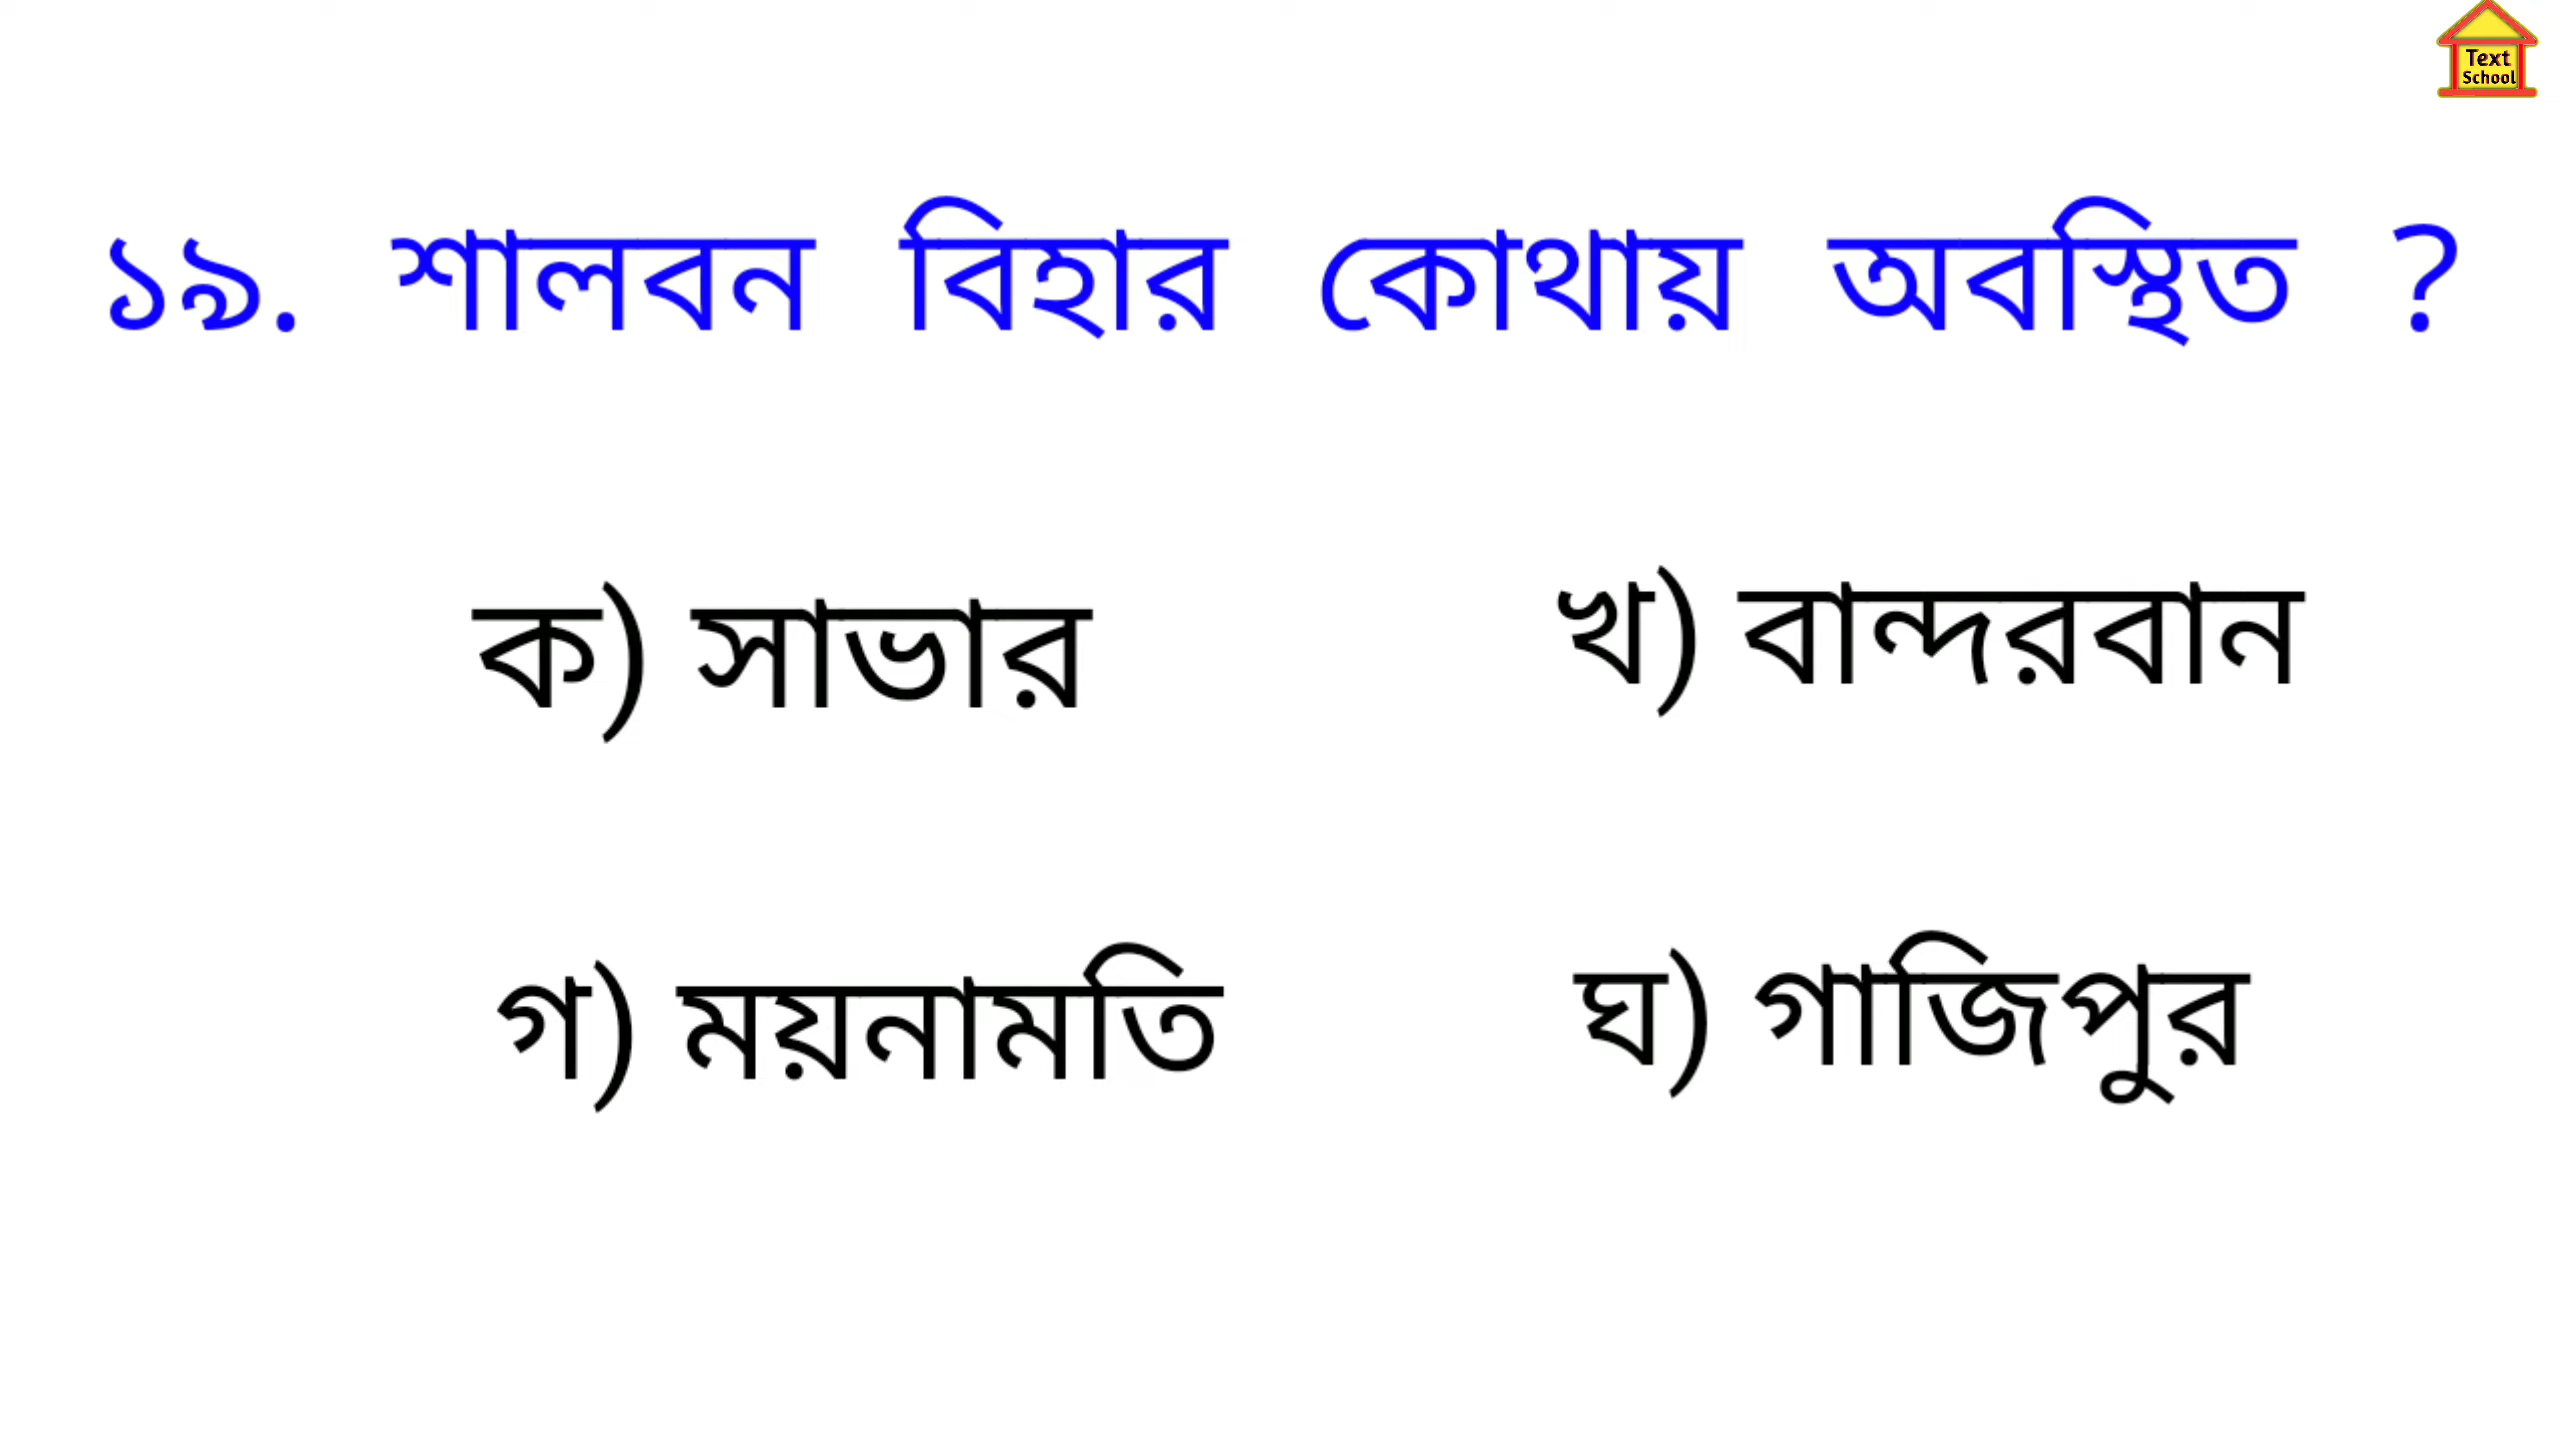 Text
School
১৯. শালবন বিহার কোথায় অবস্থিত ?
ক) সাভার খ) বান্দরবান
গ) ময়নামতি ঘ) গাজিপুর